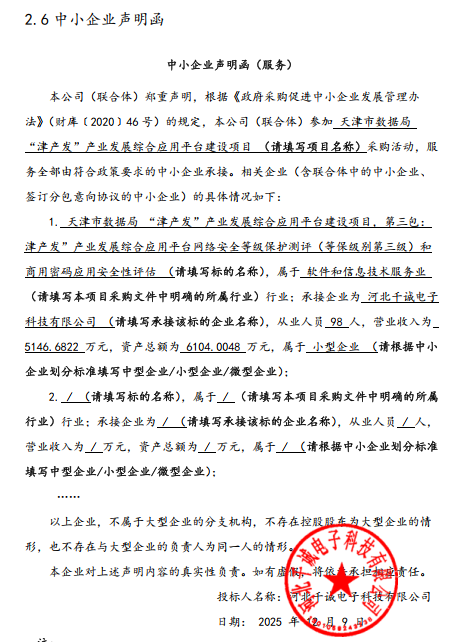 2.6 中小企业声明函
中小企业声明函（服务）
本公司（联合体）郑重声明，根据《政府采购促进中小企业发展管理办
法》（财库〔2020〕46 号）的规定，本公司（联合体）参加 天津市数据局
“津产发”产业发展综合应用平台建设项目 （请填写项目名称）采购活动，服
务全部由符合政策要求的中小企业承接。相关企业（含联合体中的中小企业、
签订分包意向协议的中小企业）的具体情况如下：
1. 天津市数据局 “津产发”产业发展综合应用平台建设项目，第三包：
津产发”产业发展综合应用平台网络安全等级保护测评（等保级别第三级）和
商用密码应用安全性评估 （请填写标的名称），属于 软件和信息技术服务业
（请填写本项目采购文件中明确的所属行业）行业；承接企业为 河北千诚电子
科技有限公司 （请填写承接该标的企业名称），从业人员 98 人，营业收入为
5146.6822 万元，资产总额为 6104.0048 万元，属于 小型企业 （请根据中小
企业划分标准填写中型企业/小型企业/微型企业）；
2. / （请填写标的名称），属于 / （请填写本项目采购文件中明确的所属
行业）行业；承接企业为 / （请填写承接该标的企业名称），从业人员 / 人，
营业收入为 / 万元，资产总额为 / 万元，属于 / （请根据中小企业划分标准
填写中型企业/小型企业/微型企业）；
……
以上企业，不属于大型企业的分支机构，不存在控股股东为大型企业的情
形，也不存在与大型企业的负责人为同一人的情形。
本企业对上述声明内容的真实性负责。如有虚假，将依法承担相应责任。
投标人名称：河北千诚电子科技有限公司
日期： 2025 年 月 9 日
河北千诚电子科技有限公司